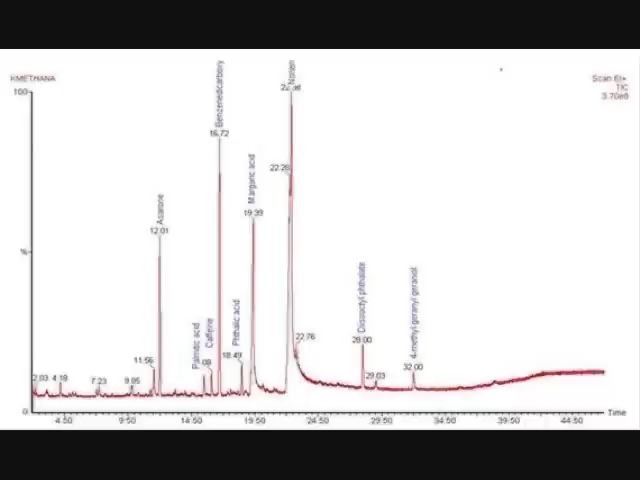 KMETHANA
Scan EI+
TIC
3.70e8
100
%
0
Asarone
12.01
Benzenedicarboxy
16.72
Margaric acid
19.39
22.28
22.76
Palmitic acid
Caffeine
Phthalic acid
18.49
11.56
2.03 4.19
7.23
9.85
Diisooctyl phthalate
28.00
29.03
4-methyl geranyl geraniol
32.00
4.50
9.50
14.50
19.50
24.50
29.50
34.50
39.50
44.50
Time